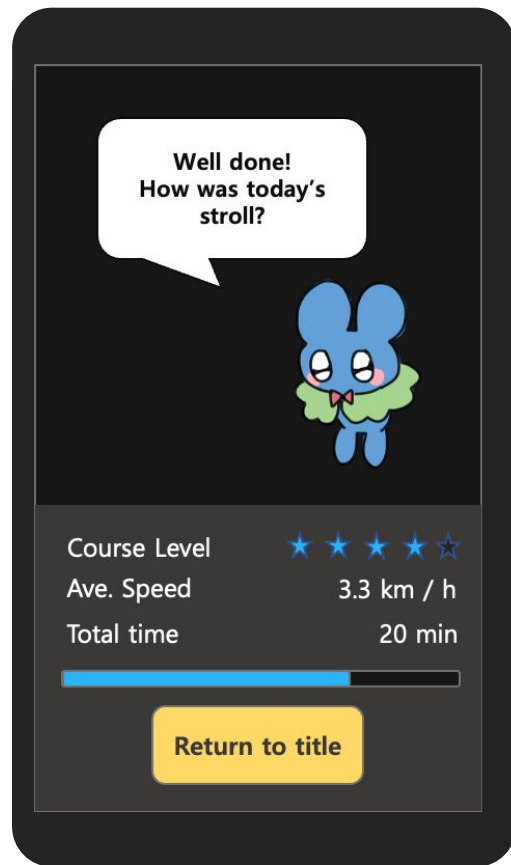 Well done!
How was today's
stroll?
Course Level
Ave. Speed 3.3 km / h
Total time 20 min
Return to title